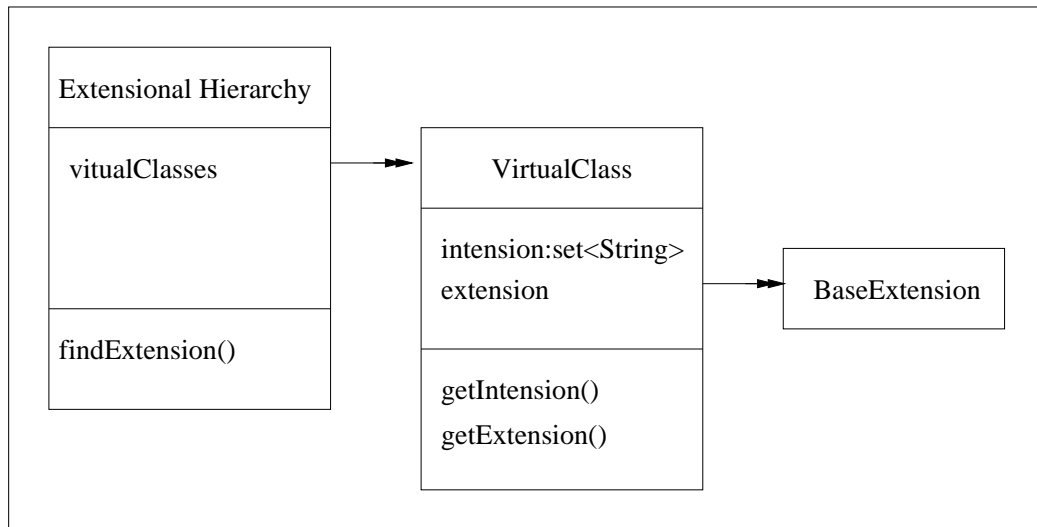 Extensional Hierarchy
vitualClasses
findExtension()
VirtualClass
intension:set<String>
extension
getIntension()
getExtension()
BaseExtension